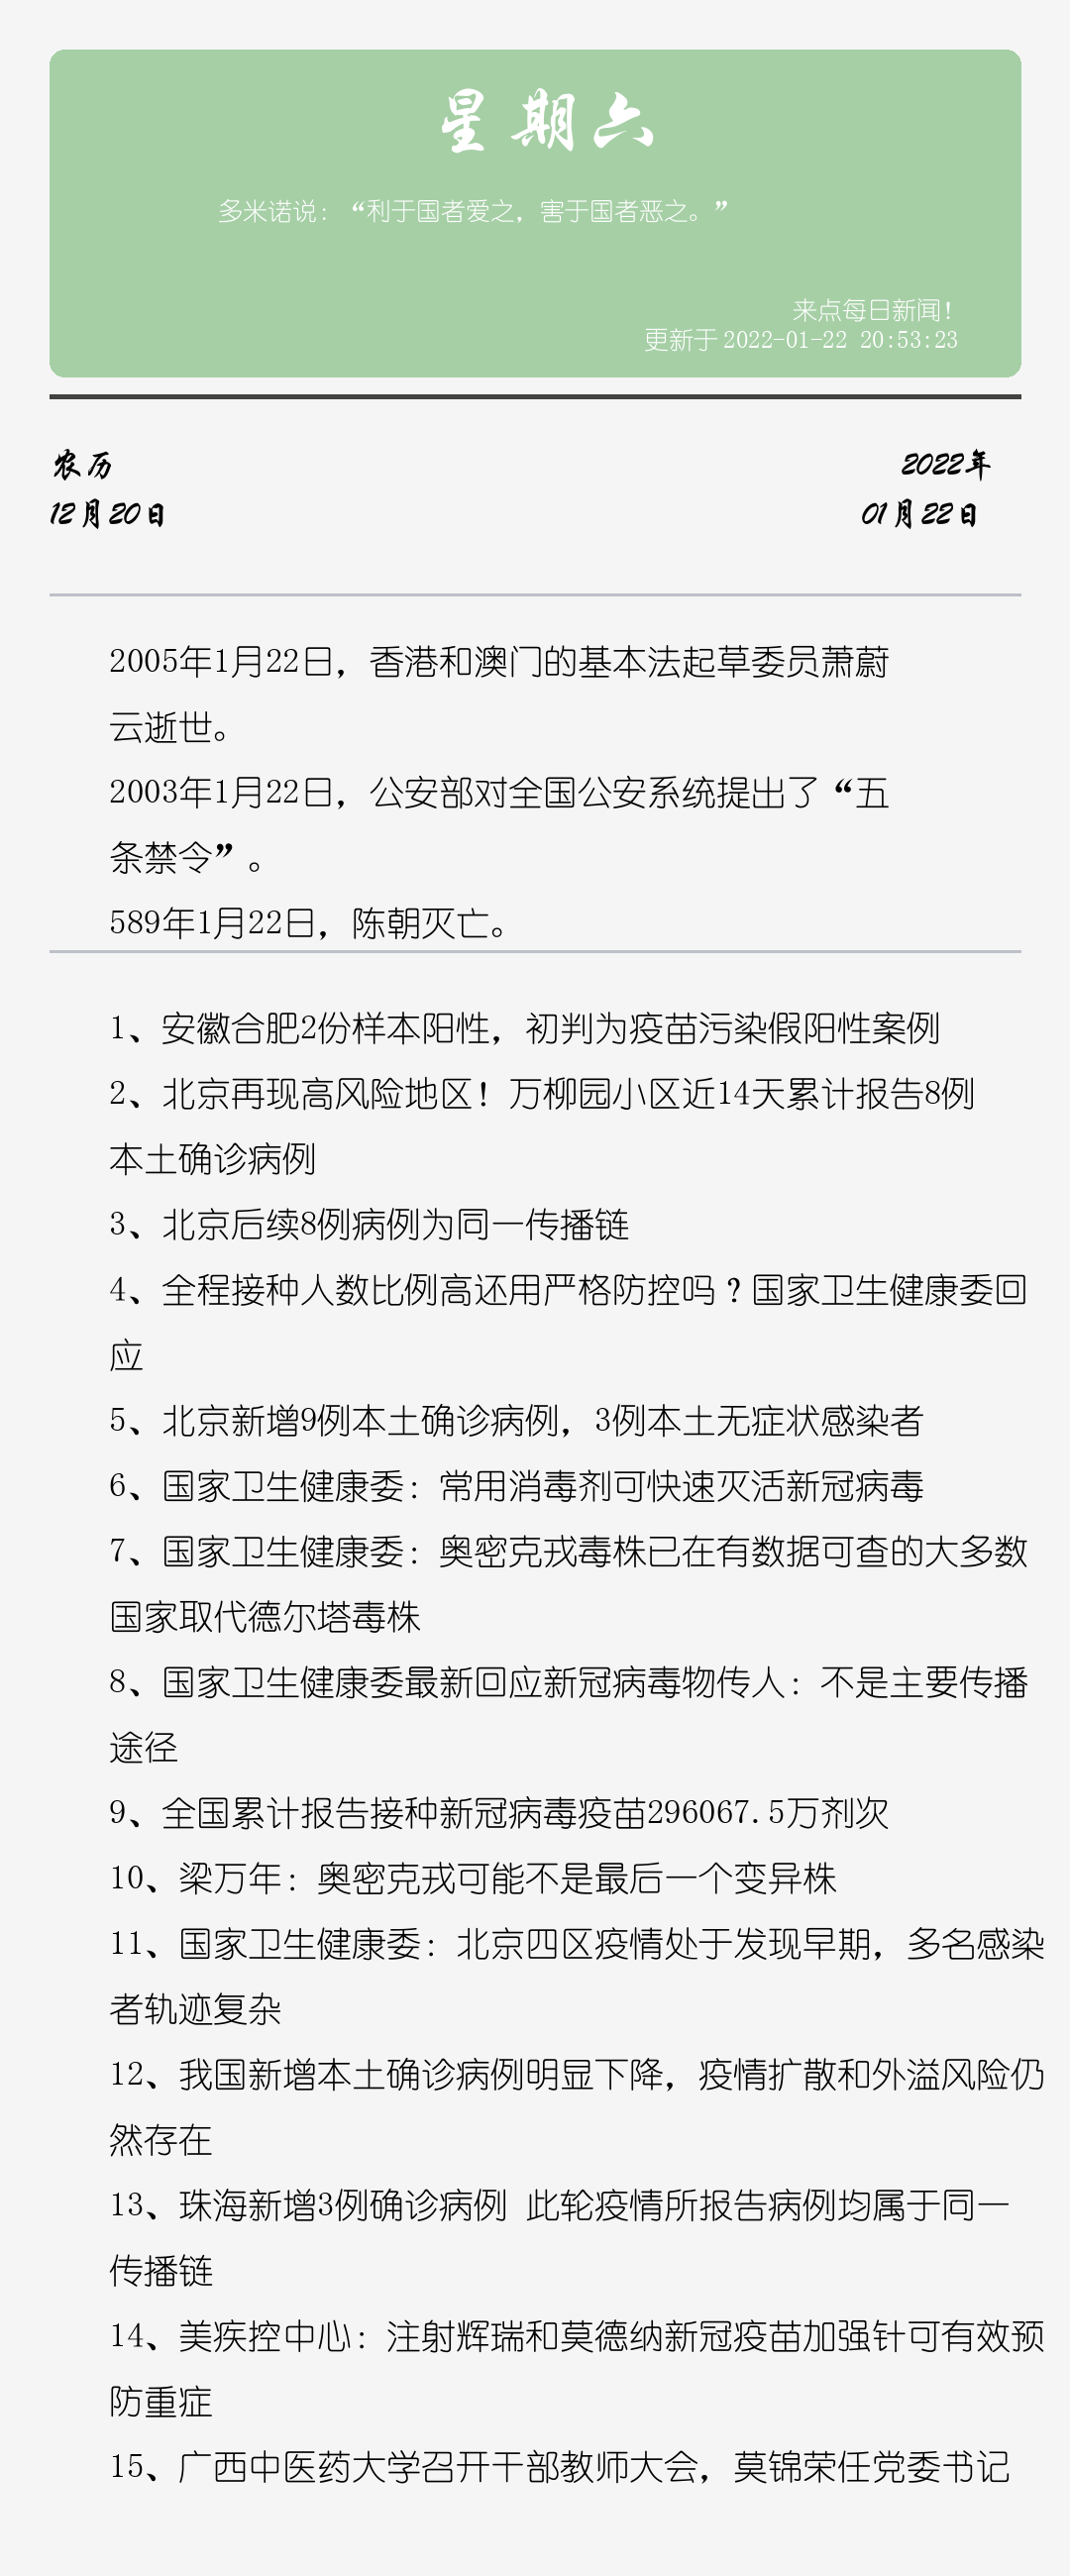 星期六
多米诺说：“利于国者爱之，害于国者恶之。”
来点每日新闻！
更新于 2022-01-22 20:53:23
农历
2022年
12月20日
01月22日
2005年1月22日，香港和澳门的基本法起草委员萧蔚
云逝世。
2003年1月22日，公安部对全国公安系统提出了“五
条禁令”。
589年1月22日，陈朝灭亡。
1、安徽合肥2份样本阳性，初判为疫苗污染假阳性案例
2、北京再现高风险地区！万柳园小区近14天累计报告8例
本土确诊病例
3、北京后续8例病例为同一传播链
4、全程接种人数比例高还用严格防控吗？国家卫生健康委回
应
5、北京新增9例本土确诊病例，3例本土无症状感染者
6、国家卫生健康委：常用消毒剂可快速灭活新冠病毒
7、国家卫生健康委：奥密克戎毒株已在有数据可查的大多数
国家取代德尔塔毒株
8、国家卫生健康委最新回应新冠病毒物传人：不是主要传播
途径
9、全国累计报告接种新冠病毒疫苗296067.5万剂次
10、梁万年：奥密克戎可能不是最后一个变异株
11、国家卫生健康委：北京四区疫情处于发现早期，多名感染
者轨迹复杂
12、我国新增本土确诊病例明显下降，疫情扩散和外溢风险仍
然存在
13、珠海新增3例确诊病例 此轮疫情所报告病例均属于同一
传播链
14、美疾控中心：注射辉瑞和莫德纳新冠疫苗加强针可有效预
防重症
15、广西中医药大学召开干部教师大会，莫锦荣任党委书记